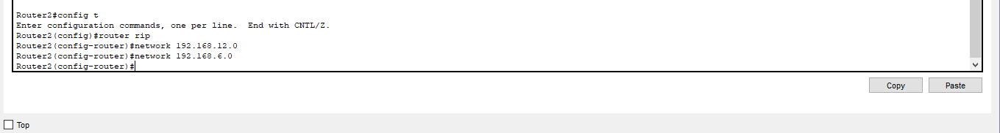 Router2#config t
Enter configuration commands, one per line.  End with CNTL/Z.
Router2(config)#router rip
Router2(config-router)#network 192.168.12.0
Router2(config-router)#network 192.168.6.0
Router2(config-router)#
Copy
Paste
Top